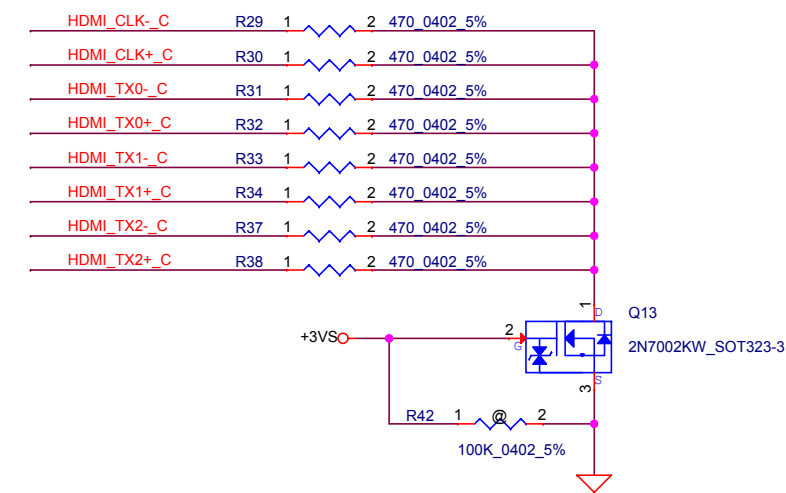 HDMI_CLK-_C R29 1 2 470_0402_5%
HDMI_CLK+_C R30 1 2 470_0402_5%
HDMI_TX0-_C R31 1 2 470_0402_5%
HDMI_TX0+_C R32 1 2 470_0402_5%
HDMI_TX1-_C R33 1 2 470_0402_5%
HDMI_TX1+_C R34 1 2 470_0402_5%
HDMI_TX2-_C R37 1 2 470_0402_5%
HDMI_TX2+_C R38 1 2 470_0402_5%
1 D Q13
+3VS 2 G 2N7002KW_SOT323-3
3 S
R42 1 @ 2
100K_0402_5%